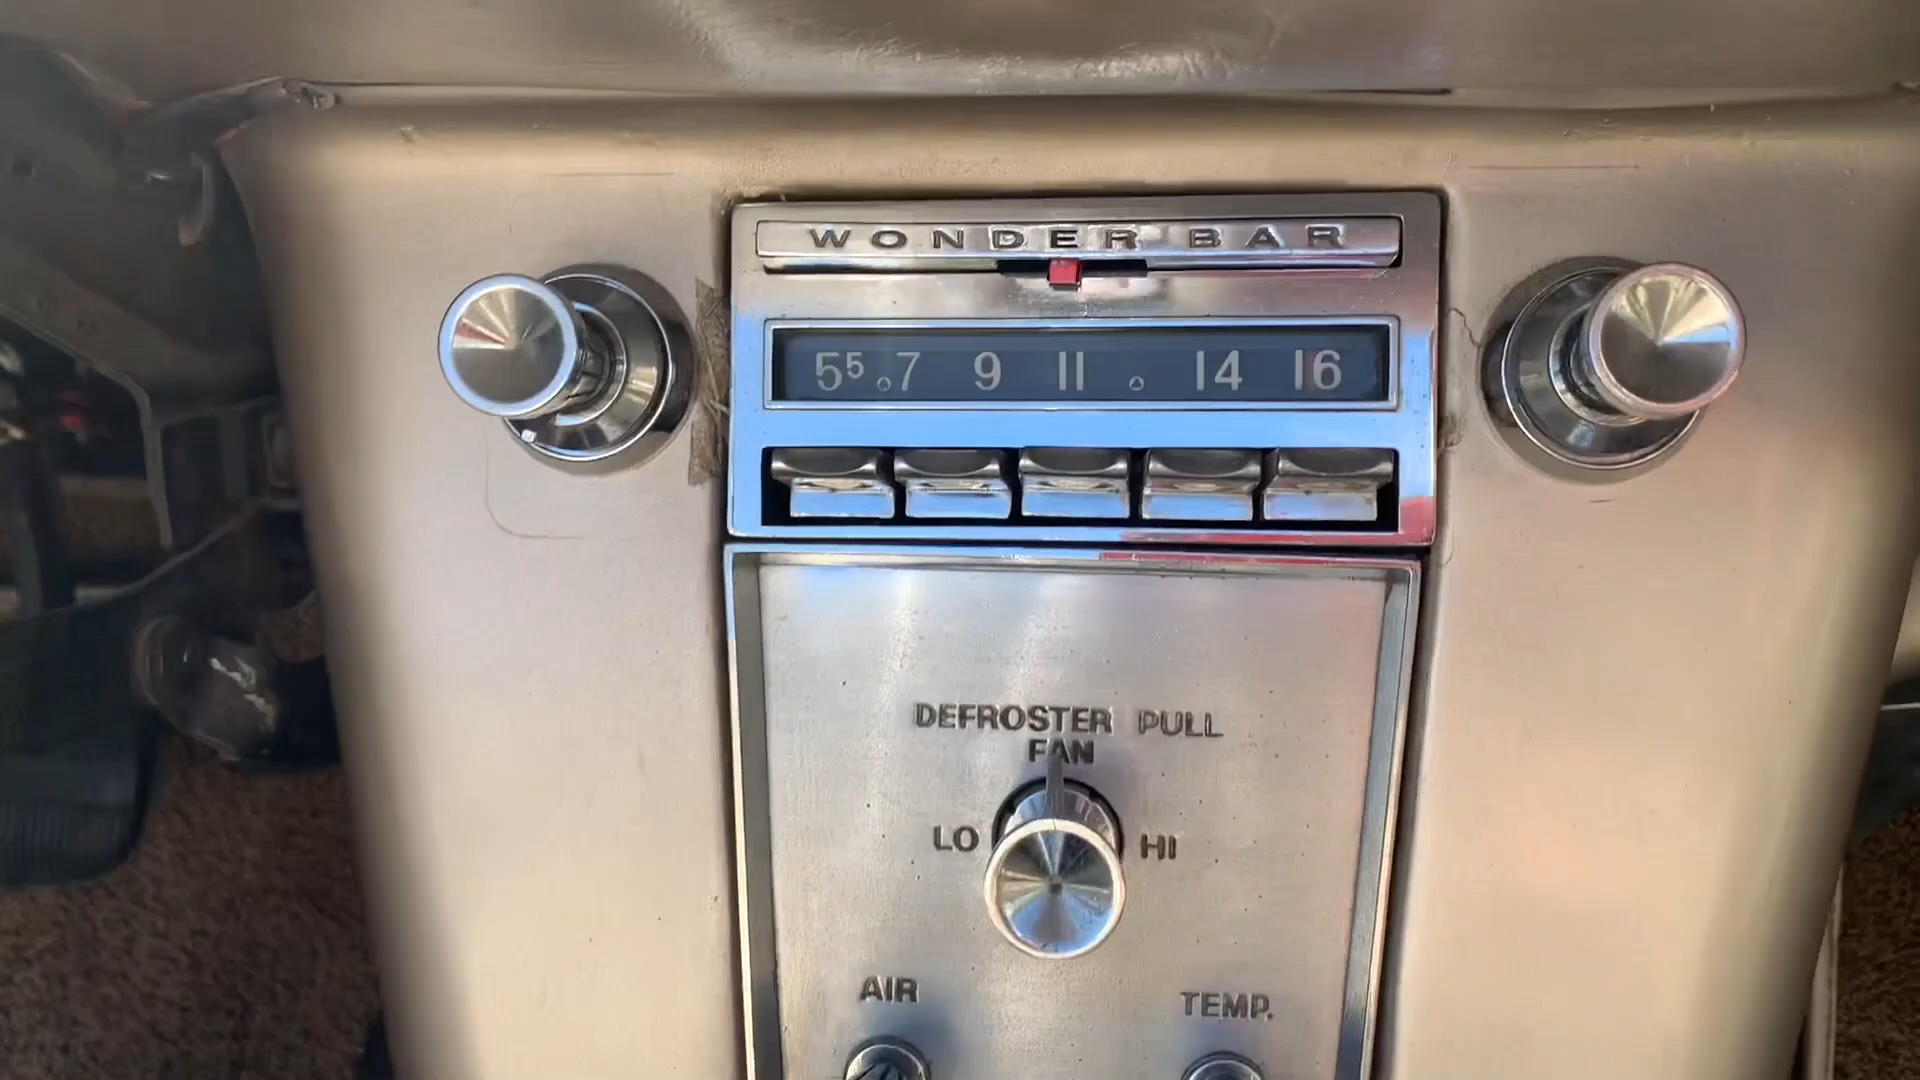 WONDER BAR
5⁵ 7 9 11 14 16
DEFROSTER PULL
FAN
LO HI
AIR TEMP.